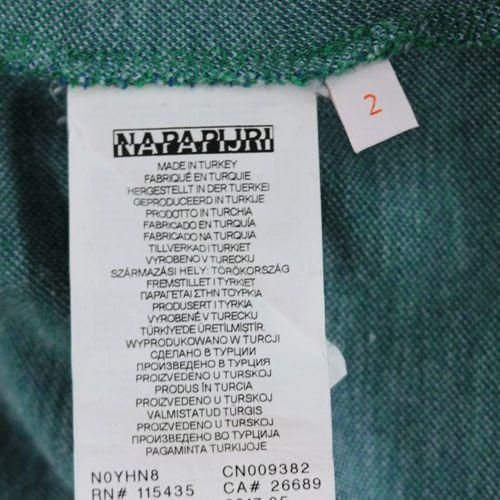 NAPAPIJRI
2
MADE IN TURKEY
FABRIQUÉ EN TURQUIE
HERGESTELLT IN DER TUERKEI
GEPRODUCEERD IN TURKIJE
PRODOTTO IN TURCHIA
FABRICADO EN TURQUÍA
FABRICADO NA TURQUIA
TILLVERKAD I TURKIET
VYROBENO V TURECKU
SZÁRMAZÁSI HELY: TÖRÖKORSZÁG
FREMSTILLET I TYRKIET
ΠΑΡΑΓΕΤΑΙ ΣΤΗΝ ΤΟΥΡΚΙΑ
PRODUSERT I TYRKIA
VYROBENÉ V TURECKU
TÜRKİYEDE ÜRETİLMİŞTİR.
WYPRODUKOWANO W TURCJI
СДЕЛАНО В ТУРЦИИ
ПРОИЗВЕДЕНО В ТУРЦИИ
PROIZVEDENO U TURSKOJ
PRODUS ÎN TURCIA
PROIZVEDENO U TURSKOJ
VALMISTATUD TÜRGIS
PROIZVEDENO U TURSKOJ
ПРОИЗВЕДЕНО ВЪВ ТУРЦИЯ
PAGAMINTA TURKIJOJE
N0YHN8 CN009382
RN# 115435 CA# 26689